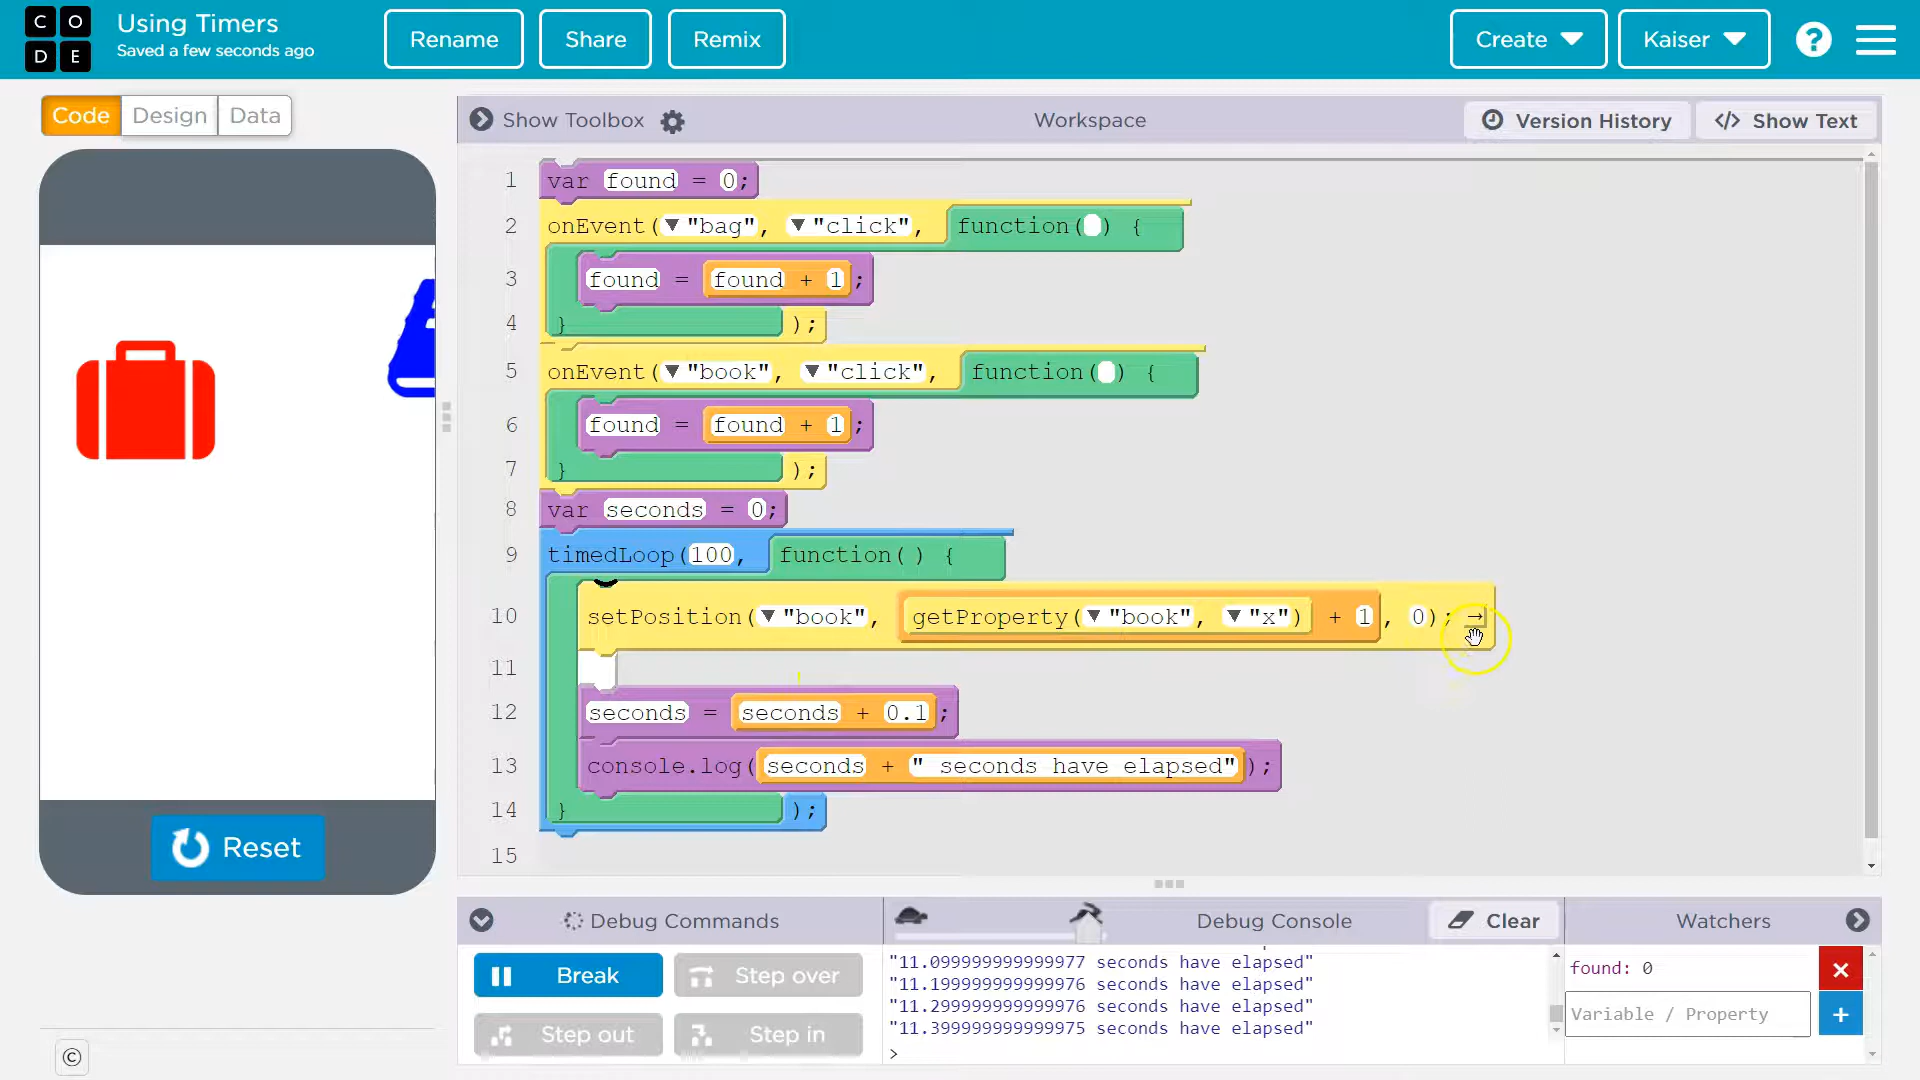 CODE
Using Timers
Saved a few seconds ago
Rename
Share
Remix
Create
Kaiser
?
Code
Design
Data
Show Toolbox
Workspace
Version History
</> Show Text
1 var found = 0;
2 onEvent(▼"bag", ▼"click", function( ) {
3 found = found + 1;
4 } );
5 onEvent(▼"book", ▼"click", function( ) {
6 found = found + 1;
7 } );
8 var seconds = 0;
9 timedLoop(100, function( ) {
10 setPosition(▼"book", getProperty(▼"book", ▼"x") + 1, 0); →
11
12 seconds = seconds + 0.1;
13 console.log(seconds + " seconds have elapsed");
14 } );
15
Reset
Debug Commands
Debug Console
Clear
Watchers
Break
Step over
Step out
Step in
"11.099999999999977 seconds have elapsed"
"11.199999999999976 seconds have elapsed"
"11.299999999999976 seconds have elapsed"
"11.399999999999975 seconds have elapsed"
>
found: 0
Variable / Property
©